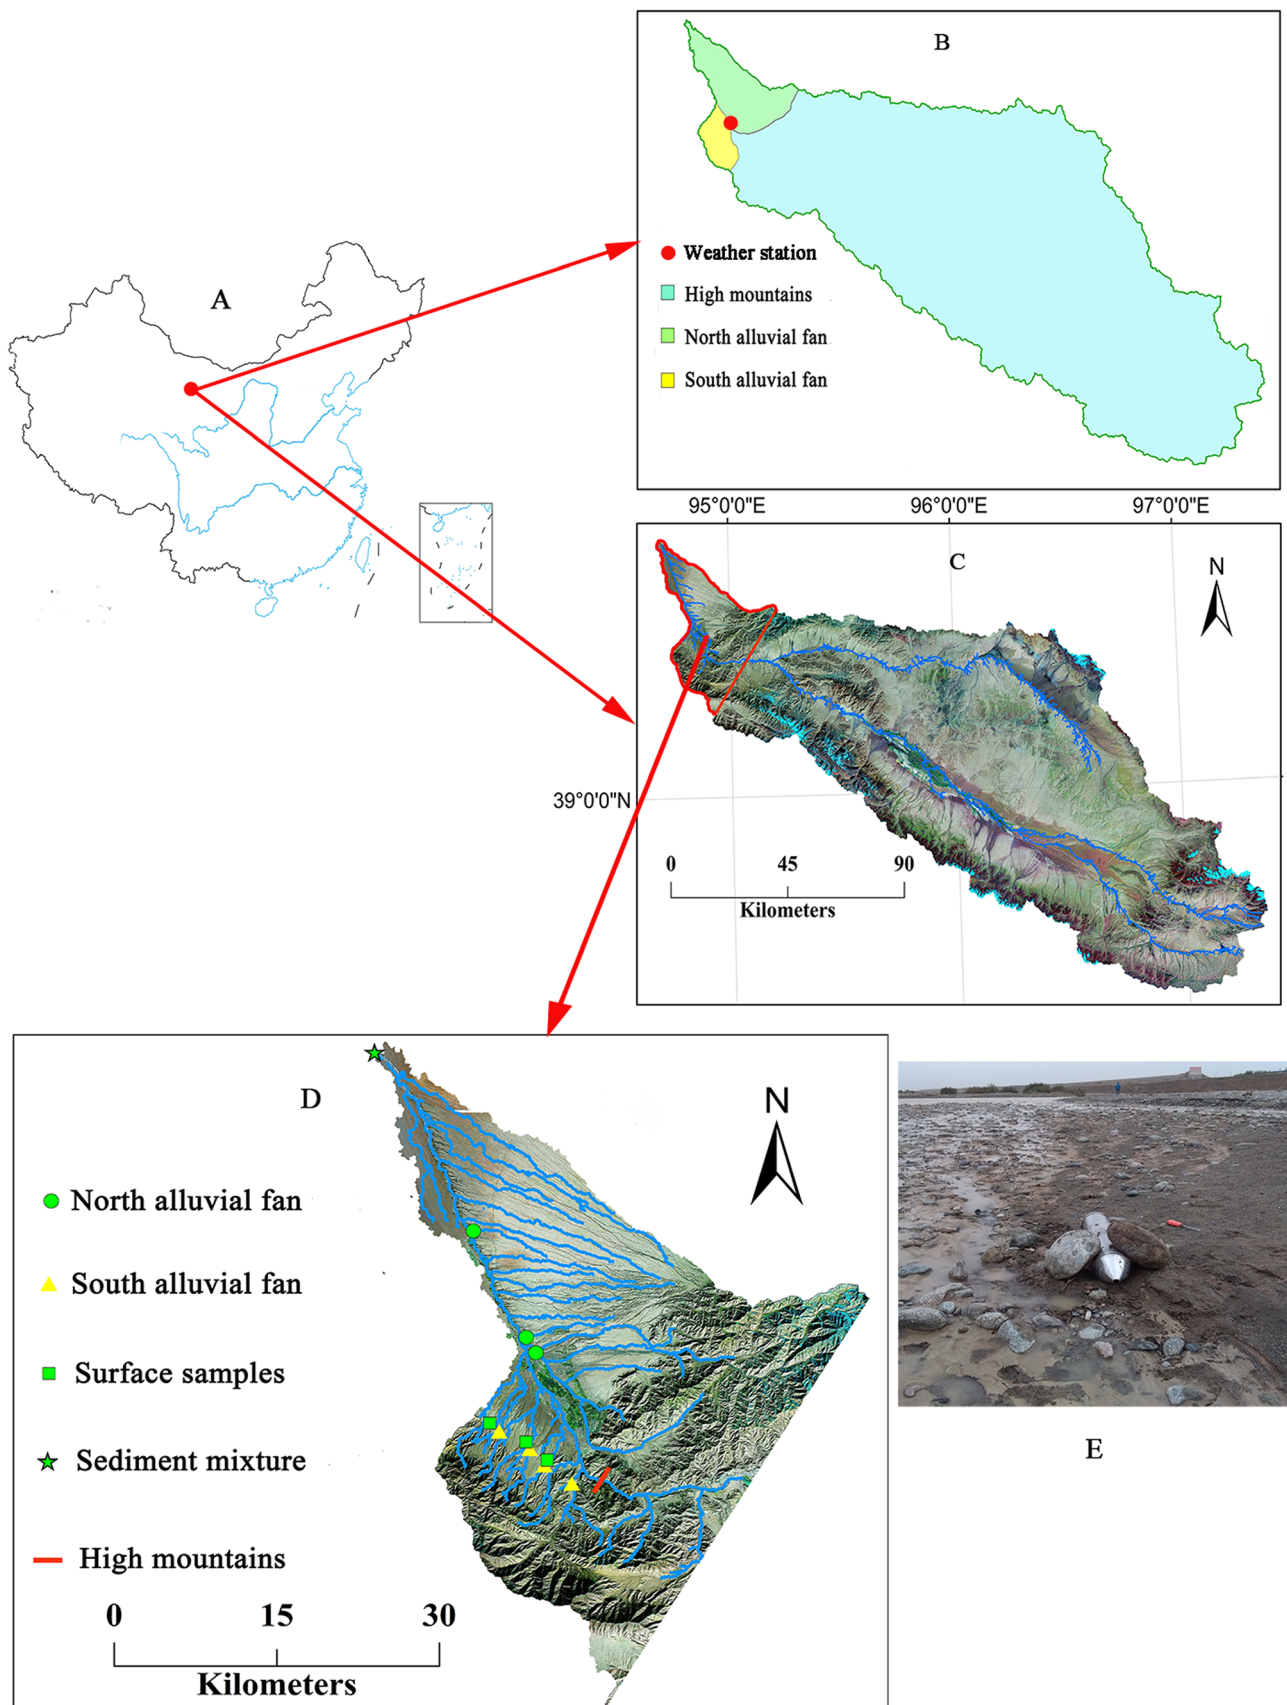 A
B
Weather station
High mountains
North alluvial fan
South alluvial fan
95°0'0"E
96°0'0"E
97°0'0"E
C
N
39°0'0"N
0
45
90
Kilometers
D
N
North alluvial fan
South alluvial fan
Surface samples
Sediment mixture
High mountains
0
15
30
Kilometers
E